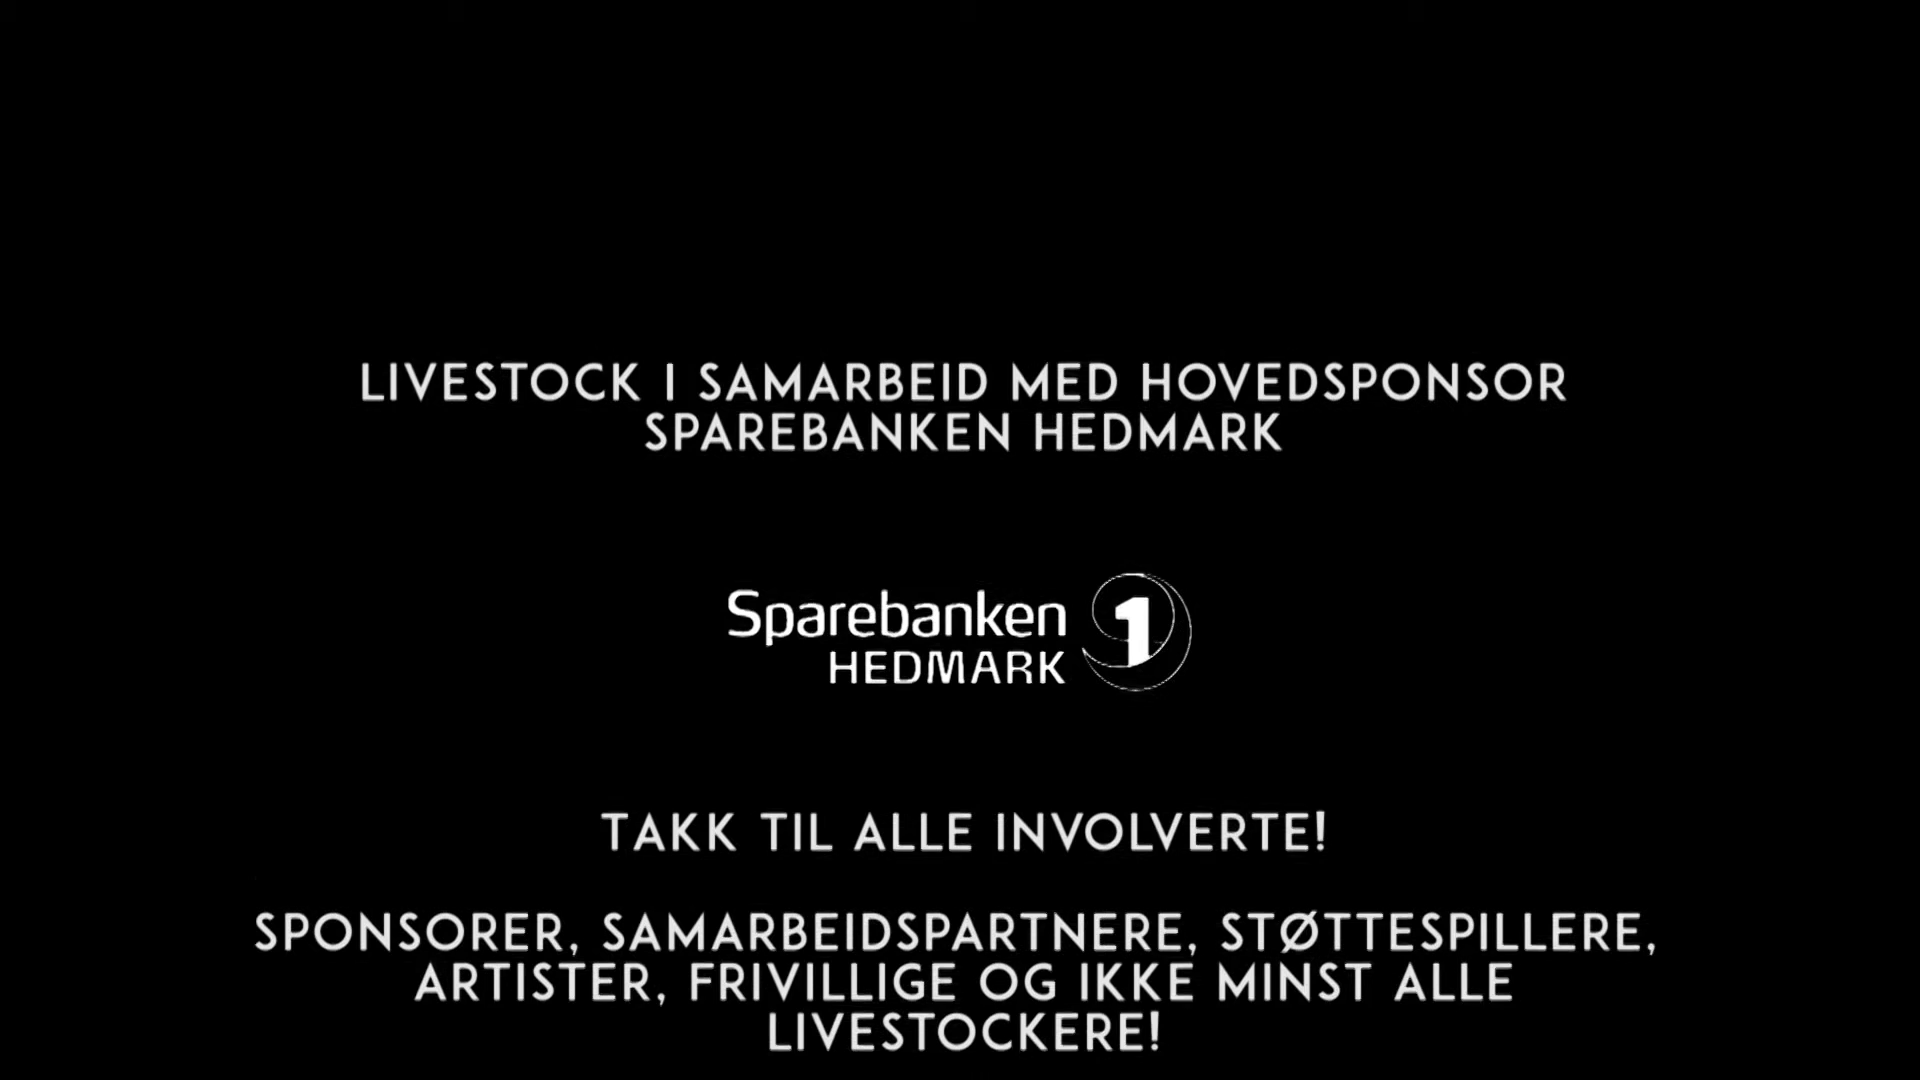 LIVESTOCK I SAMARBEID MED HOVEDSPONSOR
SPAREBANKEN HEDMARK
Sparebanken 1
HEDMARK
TAKK TIL ALLE INVOLVERTE!
SPONSORER, SAMARBEIDSPARTNERE, STØTTESPILLERE,
ARTISTER, FRIVILLIGE OG IKKE MINST ALLE
LIVESTOCKERE!